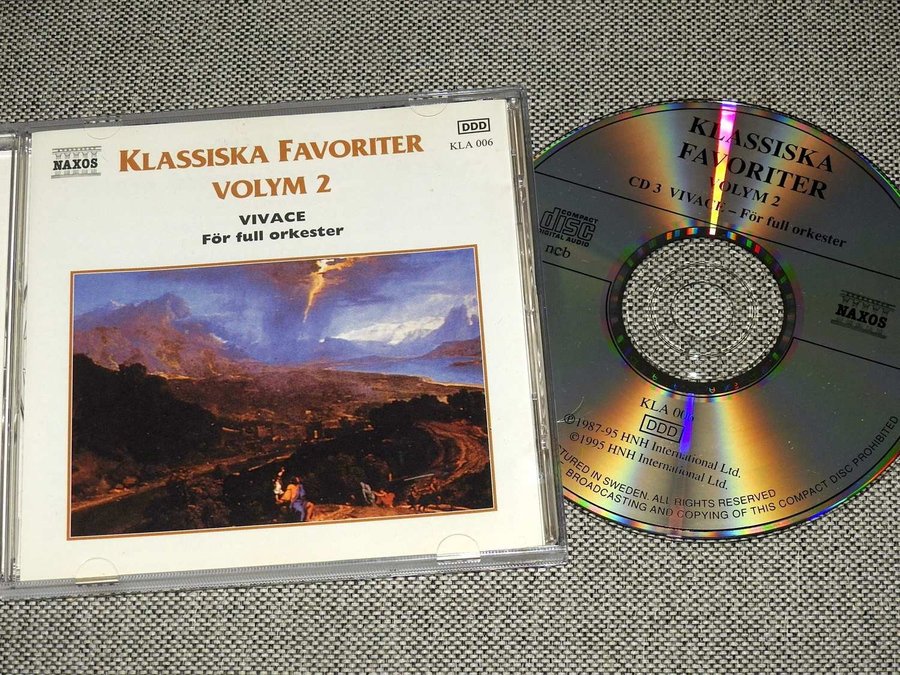 NAXOS
KLASSISKA FAVORITER
VOLYM 2
VIVACE
För full orkester
DDD
KLA 006
KLASSISKA
FAVORITER
VOLYM 2
CD 3 VIVACE – För full orkester
COMPACT
disc
DIGITAL AUDIO
ncb
NAXOS
KLA 006
DDD
℗1987-95 HNH International Ltd.
©1995 HNH International Ltd.
IN SWEDEN. ALL RIGHTS RESERVED
BROADCASTING AND COPYING OF THIS COMPACT DISC PROHIBITED